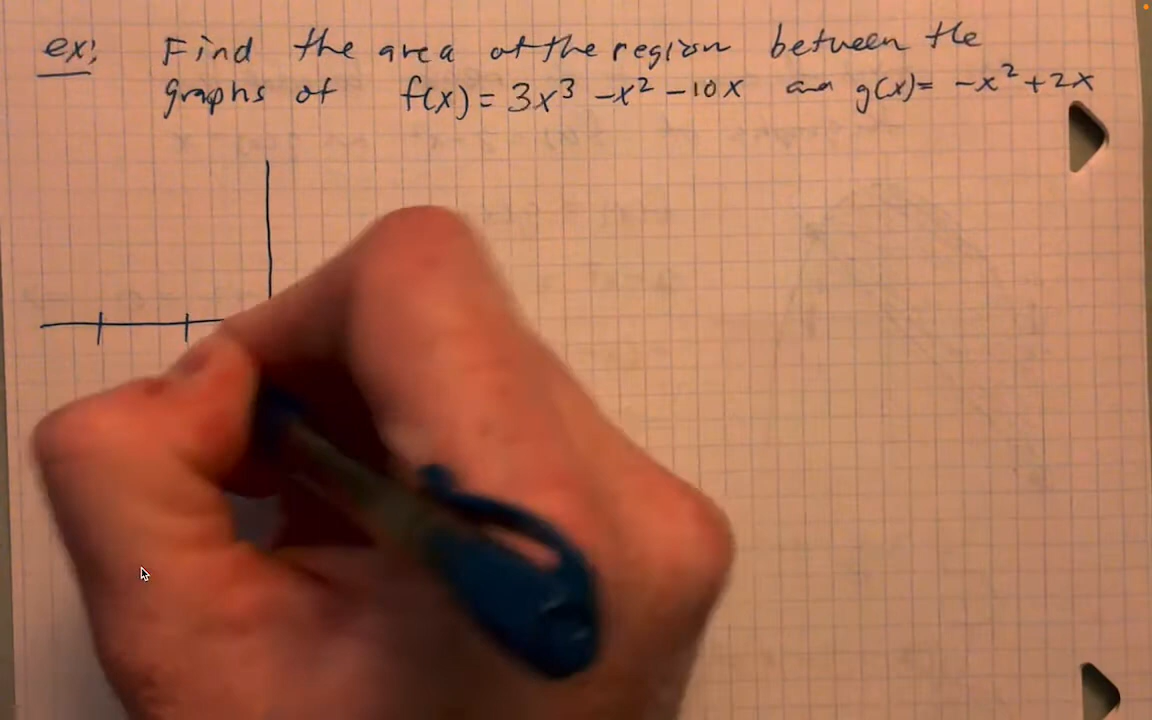 ex: Find the area of the region between the
graphs of f(x) = 3x³ -x² -10x and g(x)= -x²+2x